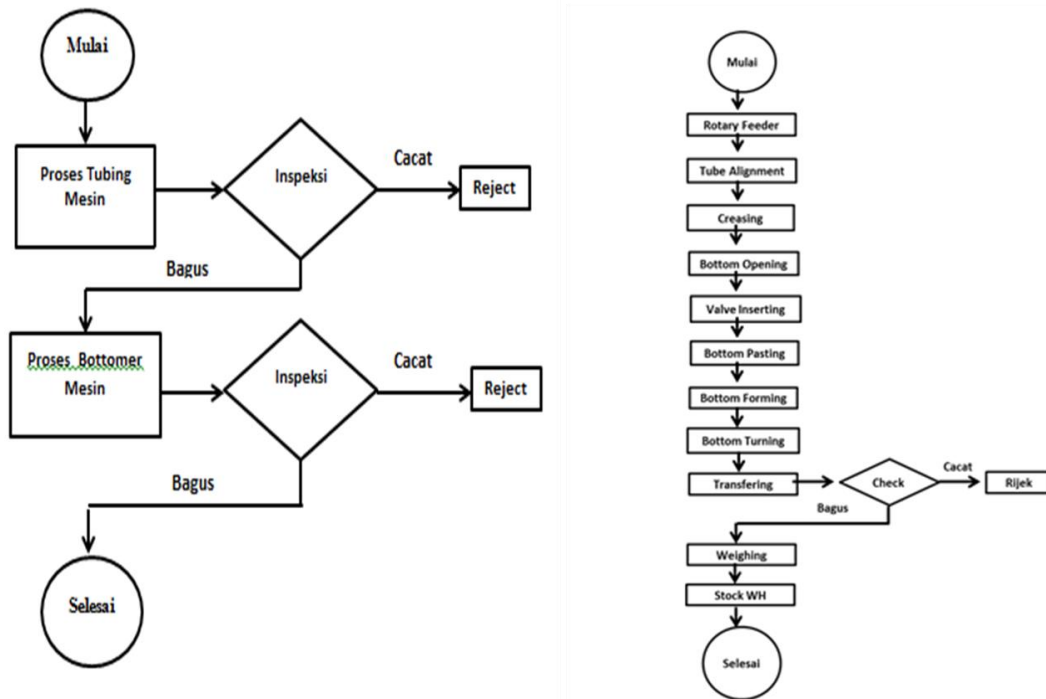 Mulai
Proses Tubing
Mesin
Inspeksi
Cacat
Reject
Bagus
Proses Bottomer
Mesin
Inspeksi
Cacat
Reject
Bagus
Selesai
Mulai
Rotary Feeder
Tube Alignment
Creasing
Bottom Opening
Valve Inserting
Bottom Pasting
Bottom Forming
Bottom Turning
Transfering
Check
Cacat
Rijek
Bagus
Weighing
Stock WH
Selesai